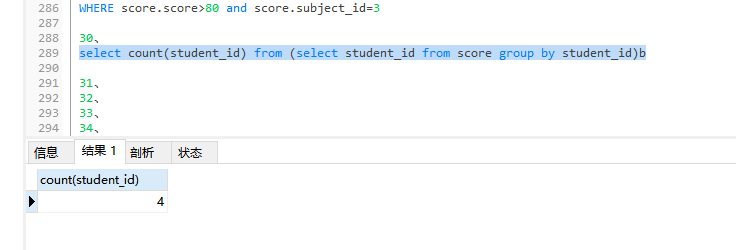 286 WHERE score.score>80 and score.subject_id=3
287
288 30、
289 select count(student_id) from (select student_id from score group by student_id)b
290
291 31、
292 32、
293 33、
294 34、
信息 结果 1 剖析 状态
count(student_id)
4